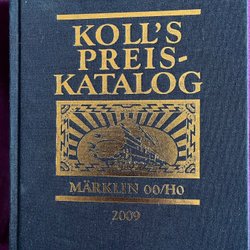 KOLL'S
PREIS-
KATALOG
MÄRKLIN 00/H0
2009